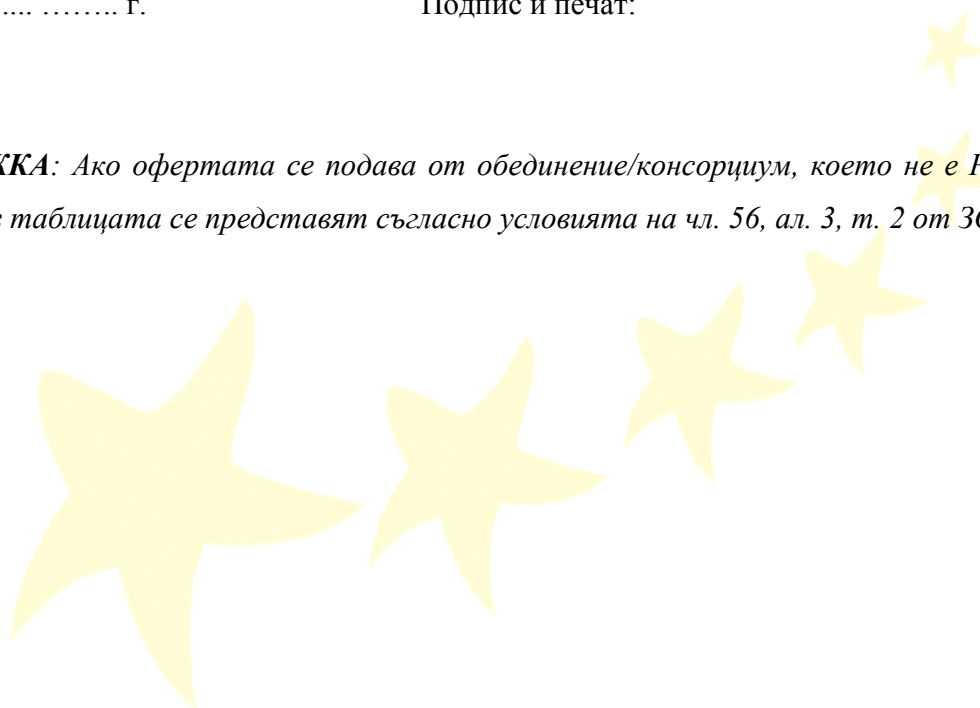 .... …….. г. Подпис и печат:
ЖКА: Ако офертата се подава от обединение/консорциум, което не е
таблицата се представят съгласно условията на чл. 56, ал. 3, т. 2 от